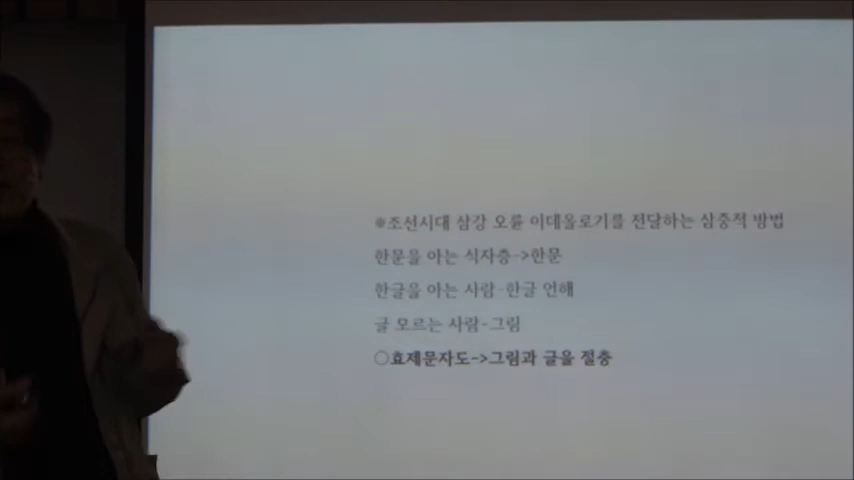 ※조선시대 삼강 오륜 이데올로기를 전달하는 삼중적 방법
한문을 아는 식자층->한문
한글을 아는 사람-한글 언해
글 모르는 사람-그림
○효제문자도->그림과 글을 절충